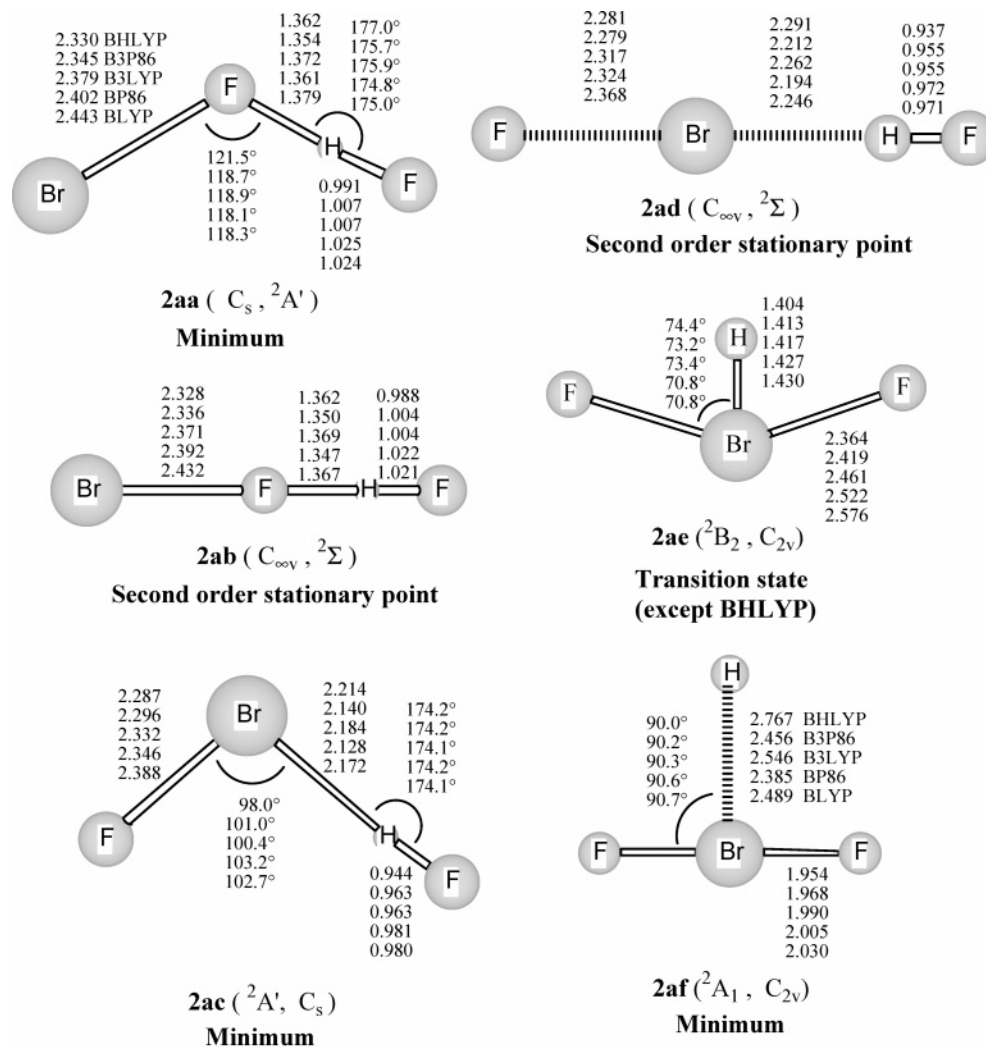 2.330 BHLYP
2.345 B3P86
2.379 B3LYP
2.402 BP86
2.443 BLYP
1.362
1.354
1.372
1.361
1.379
177.0°
175.7°
175.9°
174.8°
175.0°
F
H
F
Br
121.5°
118.7°
118.9°
118.1°
118.3°
0.991
1.007
1.007
1.025
1.024
2aa ( Cs , ²A' )
Minimum
2.281
2.279
2.317
2.324
2.368
2.291
2.212
2.262
2.194
2.246
0.937
0.955
0.955
0.972
0.971
F Br H F
2ad ( C∞v , ²Σ )
Second order stationary point
2.328
2.336
2.371
2.392
2.432
1.362
1.350
1.369
1.347
1.367
0.988
1.004
1.004
1.022
1.021
Br F H F
2ab ( C∞v , ²Σ )
Second order stationary point
74.4°
73.2°
73.4°
70.8°
70.8°
H
1.404
1.413
1.417
1.427
1.430
F
Br
F
2.364
2.419
2.461
2.522
2.576
2ae (²B₂ , C₂v)
Transition state
(except BHLYP)
2.287
2.296
2.332
2.346
2.388
Br
2.214
2.140
2.184
2.128
2.172
174.2°
174.2°
174.1°
174.2°
174.1°
F
H
F
98.0°
101.0°
100.4°
103.2°
102.7°
0.944
0.963
0.963
0.981
0.980
2ac ( ²A', Cs )
Minimum
H
90.0°
90.2°
90.3°
90.6°
90.7°
2.767 BHLYP
2.456 B3P86
2.546 B3LYP
2.385 BP86
2.489 BLYP
F Br F
1.954
1.968
1.990
2.005
2.030
2af (²A₁ , C₂v)
Minimum